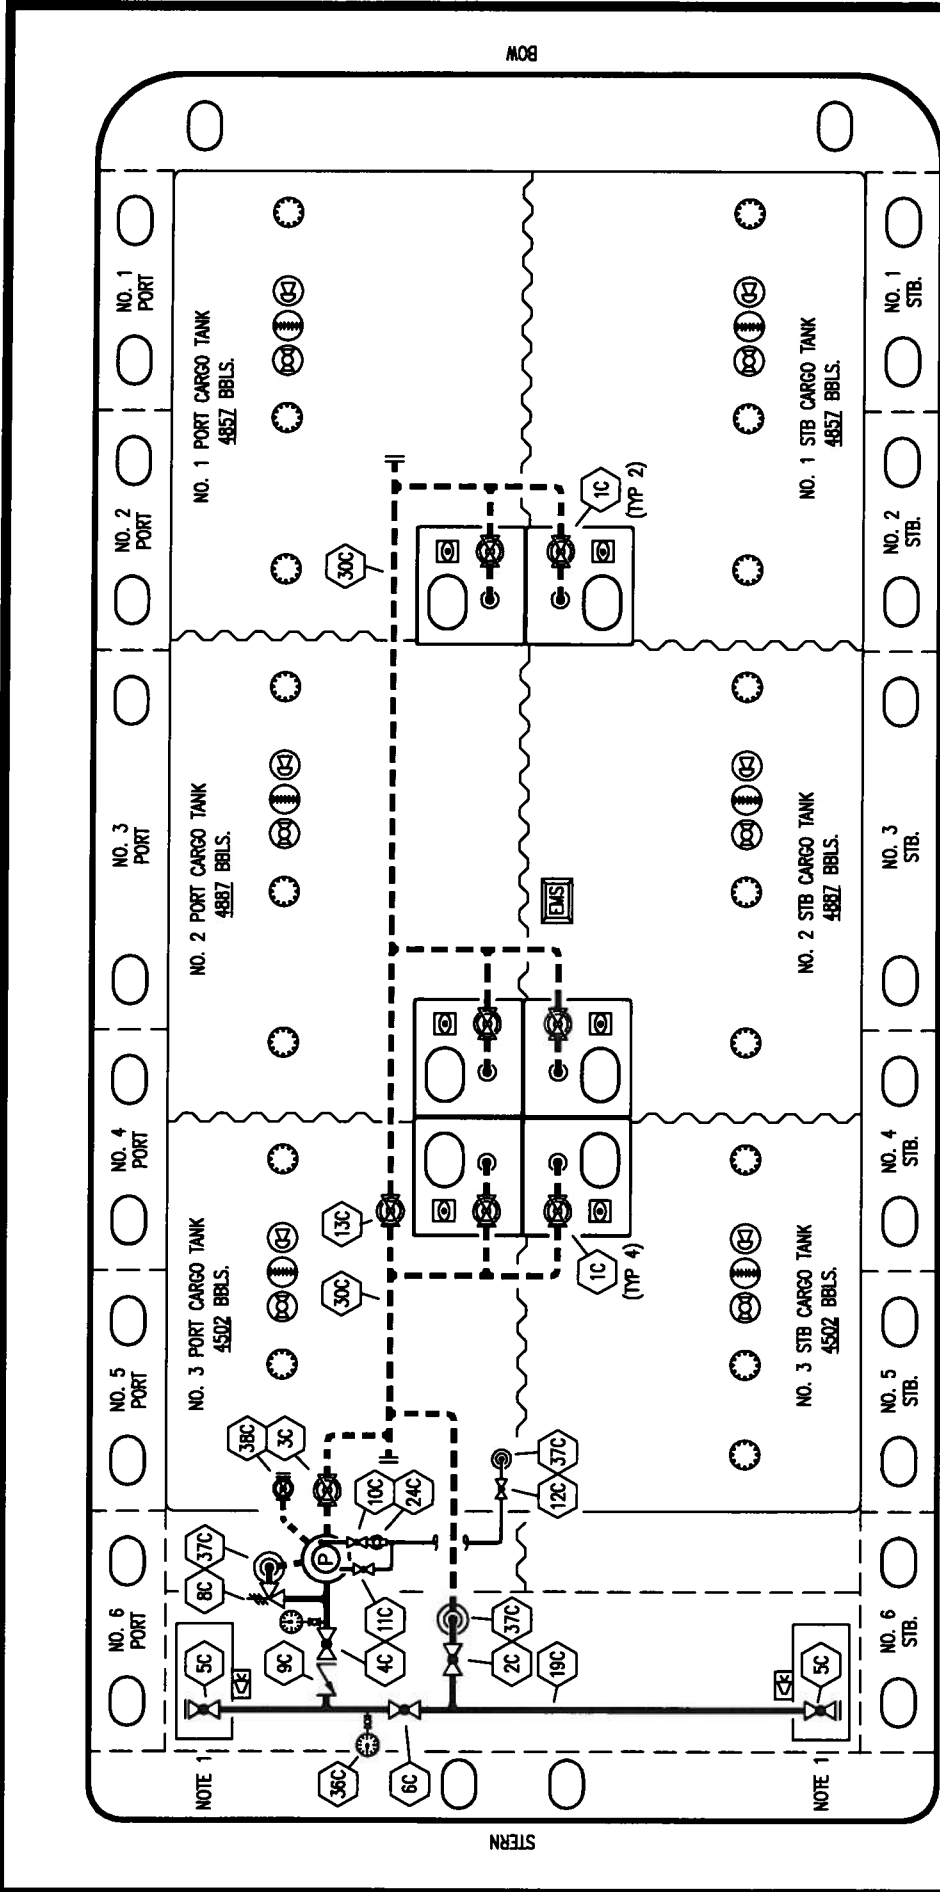 BOW
NO. 1
PORT
NO. 2
PORT
NO. 3
PORT
NO. 4
PORT
NO. 5
PORT
NO. 6
PORT
NO. 1 PORT CARGO TANK
4857 BBLS.
NO. 2 PORT CARGO TANK
4887 BBLS.
NO. 3 PORT CARGO TANK
4502 BBLS.
30C
1C
(TYP 2)
EMS
13C
30C
1C
(TYP 4)
38C
3C
10C
24C
37C
12C
37C
8C
P
11C
4C
9C
5C
37C
2C
19C
5C
36C
6C
NO. 1 STB CARGO TANK
4857 BBLS.
NO. 2 STB CARGO TANK
4887 BBLS.
NO. 3 STB CARGO TANK
4502 BBLS.
NO. 1
STB.
NO. 2
STB.
NO. 3
STB.
NO. 4
STB.
NO. 5
STB.
NO. 6
STB.
NOTE 1
NOTE 1
STERN